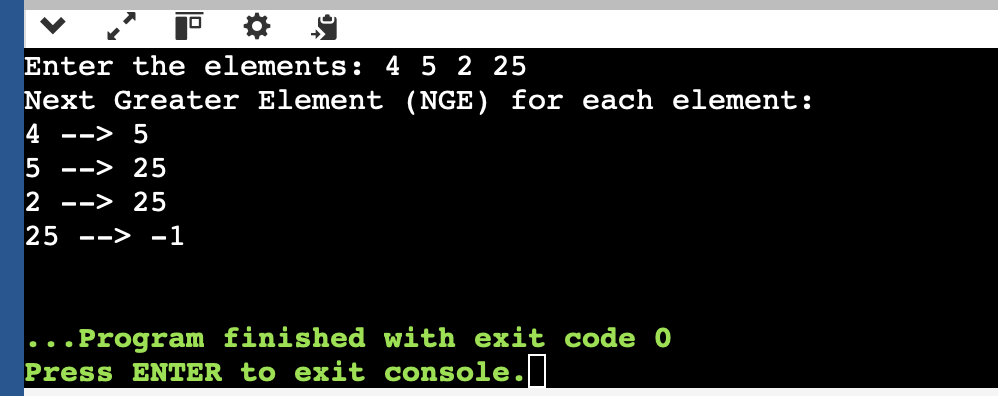 Enter the elements: 4 5 2 25
Next Greater Element (NGE) for each element:
4 --> 5
5 --> 25
2 --> 25
25 --> -1
...Program finished with exit code 0
Press ENTER to exit console.